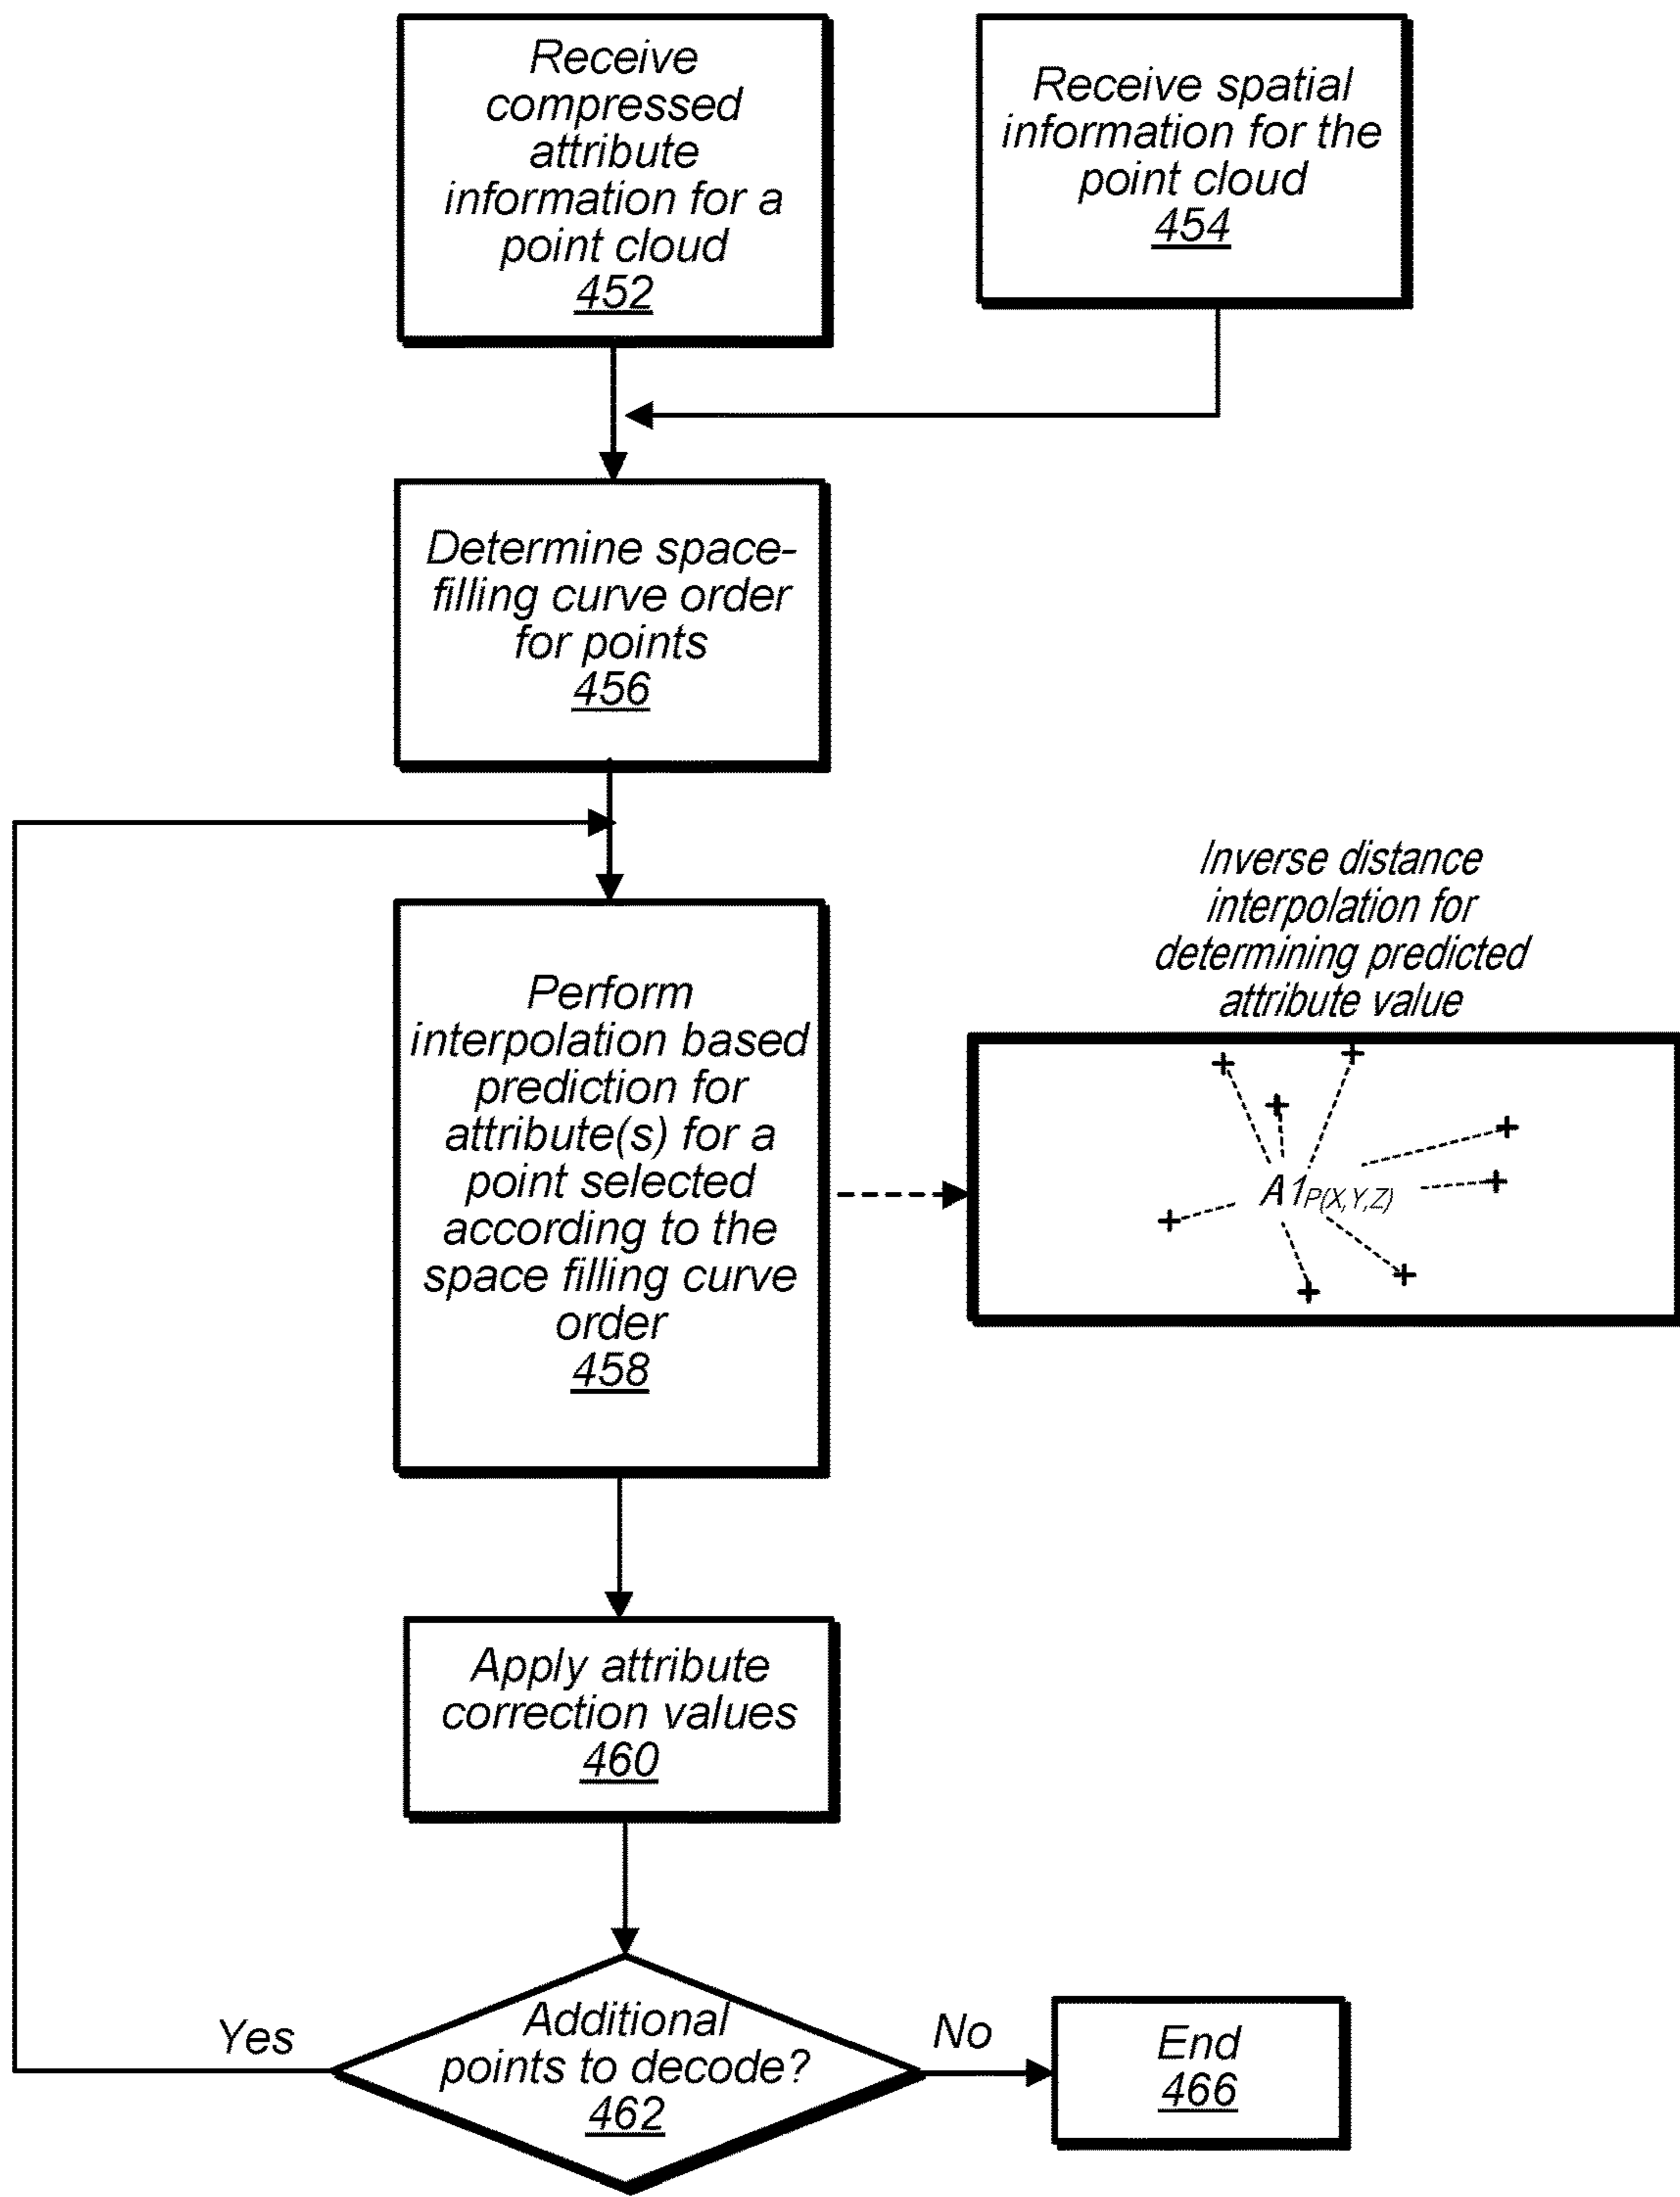 Receive
compressed
attribute
information for a
point cloud
452
Receive spatial
information for the
point cloud
454
Determine space-
filling curve order
for points
456
Perform
interpolation based
prediction for
attribute(s) for a
point selected
according to the
space filling curve
order
458
Inverse distance
interpolation for
determining predicted
attribute value
A1P(X,Y,Z)
Apply attribute
correction values
460
Additional
points to decode?
462
Yes
No
End
466